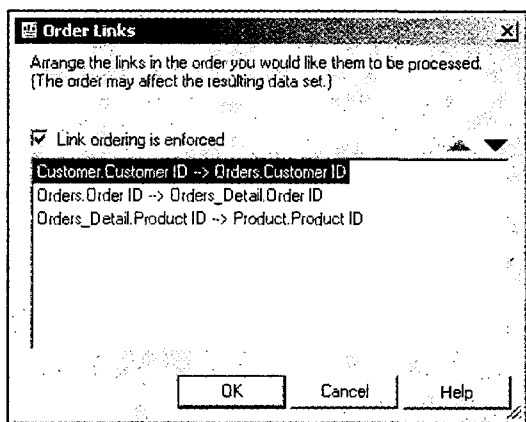 Order Links
Arrange the links in the order you would like them to be processed.
(The order may affect the resulting data set.)
Link ordering is enforced
Customer.Customer ID --> Orders.Customer ID
Orders.Order ID --> Orders_Detail.Order ID
Orders_Detail.Product ID --> Product.Product ID
OK Cancel Help